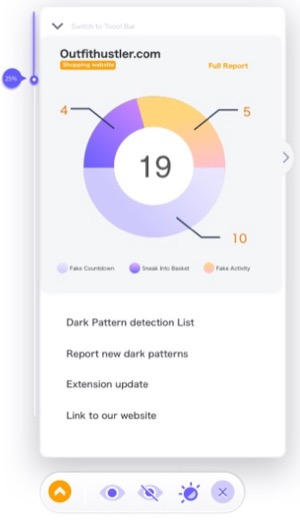 Switch to Toool Bar
Outfithustler.com
Shopping website
Full Report
25%
4
5
19
10
Fake Countdown
Sneak Into Basket
Fake Activity
Dark Pattern detection List
Report new dark patterns
Extension update
Link to our website